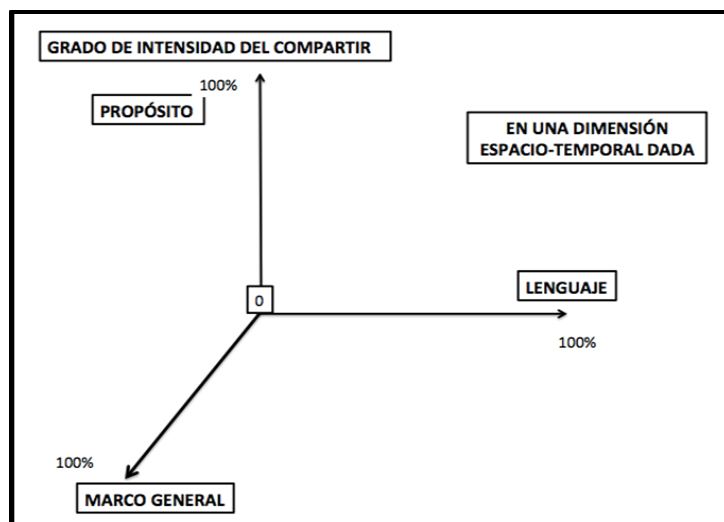 GRADO DE INTENSIDAD DEL COMPARTIR
100%
PROPÓSITO
EN UNA DIMENSIÓN
ESPACIO-TEMPORAL DADA
LENGUAJE
0
100%
100%
MARCO GENERAL